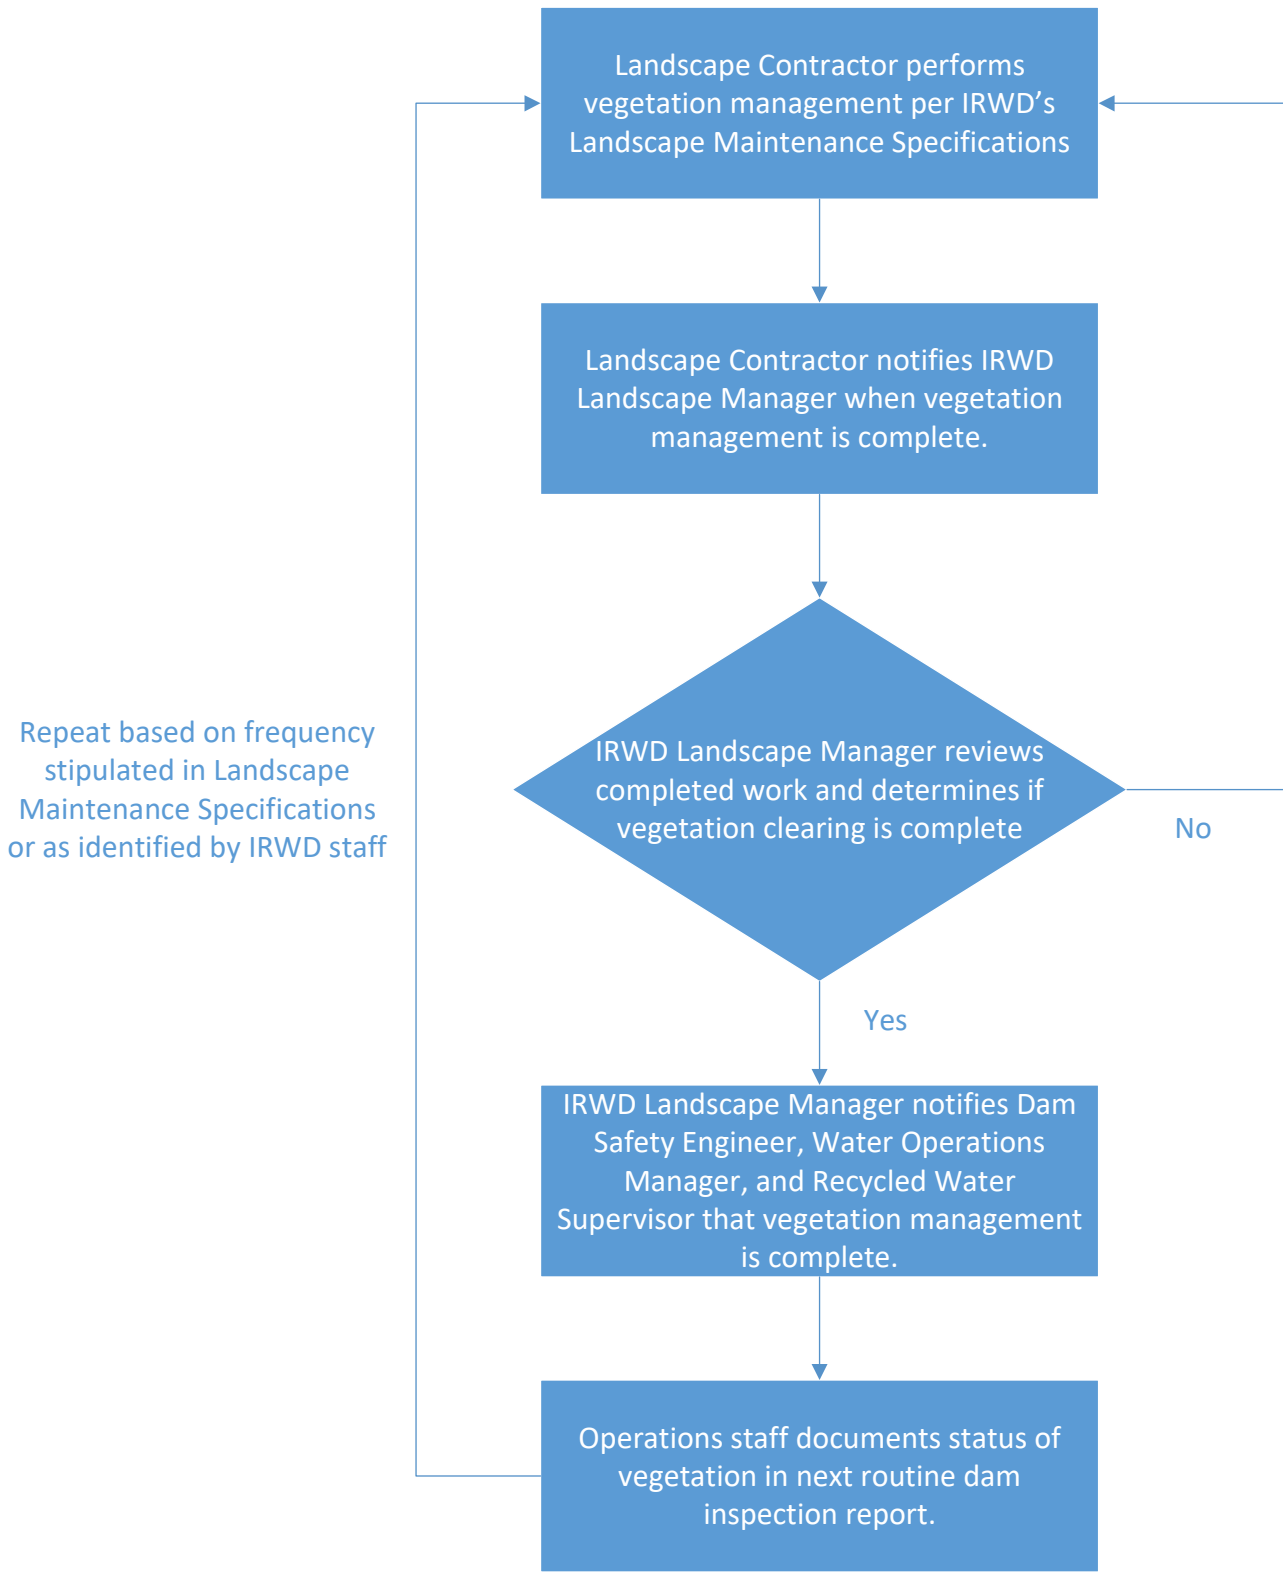 Landscape Contractor performs
vegetation management per IRWD’s
Landscape Maintenance Specifications
Landscape Contractor notifies IRWD
Landscape Manager when vegetation
management is complete.
Repeat based on frequency
stipulated in Landscape
Maintenance Specifications
or as identified by IRWD staff
IRWD Landscape Manager reviews
completed work and determines if
vegetation clearing is complete
No
Yes
IRWD Landscape Manager notifies Dam
Safety Engineer, Water Operations
Manager, and Recycled Water
Supervisor that vegetation management
is complete.
Operations staff documents status of
vegetation in next routine dam
inspection report.